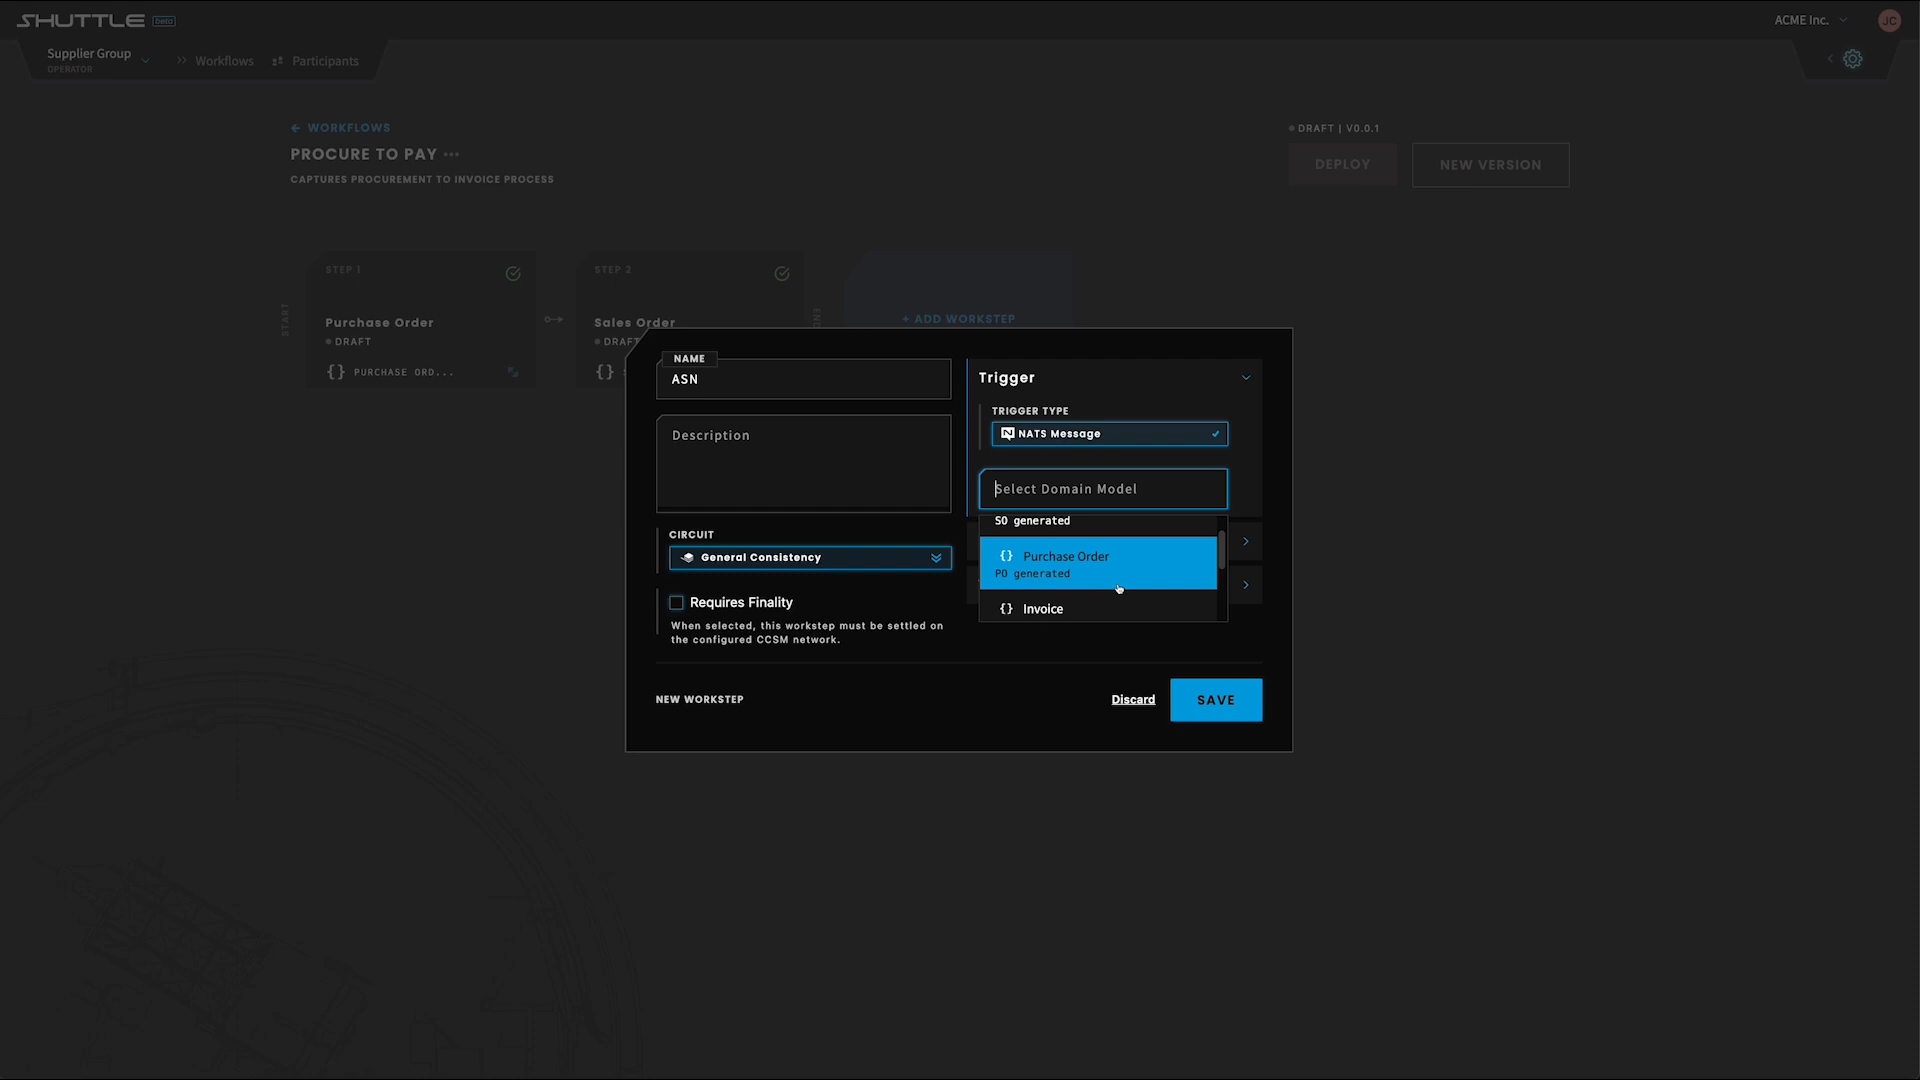 SHUTTLE beta
ACME Inc.
JC
Supplier Group
OPERATOR
Workflows
Participants
WORKFLOWS
PROCURE TO PAY ...
CAPTURES PROCUREMENT TO INVOICE PROCESS
DRAFT | V0.0.1
DEPLOY
NEW VERSION
START
STEP 1
Purchase Order
DRAFT
{} PURCHASE ORD...
STEP 2
Sales Order
{}
+ ADD WORKSTEP
NAME
ASN
Description
CIRCUIT
General Consistency
Requires Finality
When selected, this workstep must be settled on
the configured CCSM network.
Trigger
TRIGGER TYPE
NATS Message
Select Domain Model
SO generated
{} Purchase Order
PO generated
{} Invoice
NEW WORKSTEP
Discard
SAVE